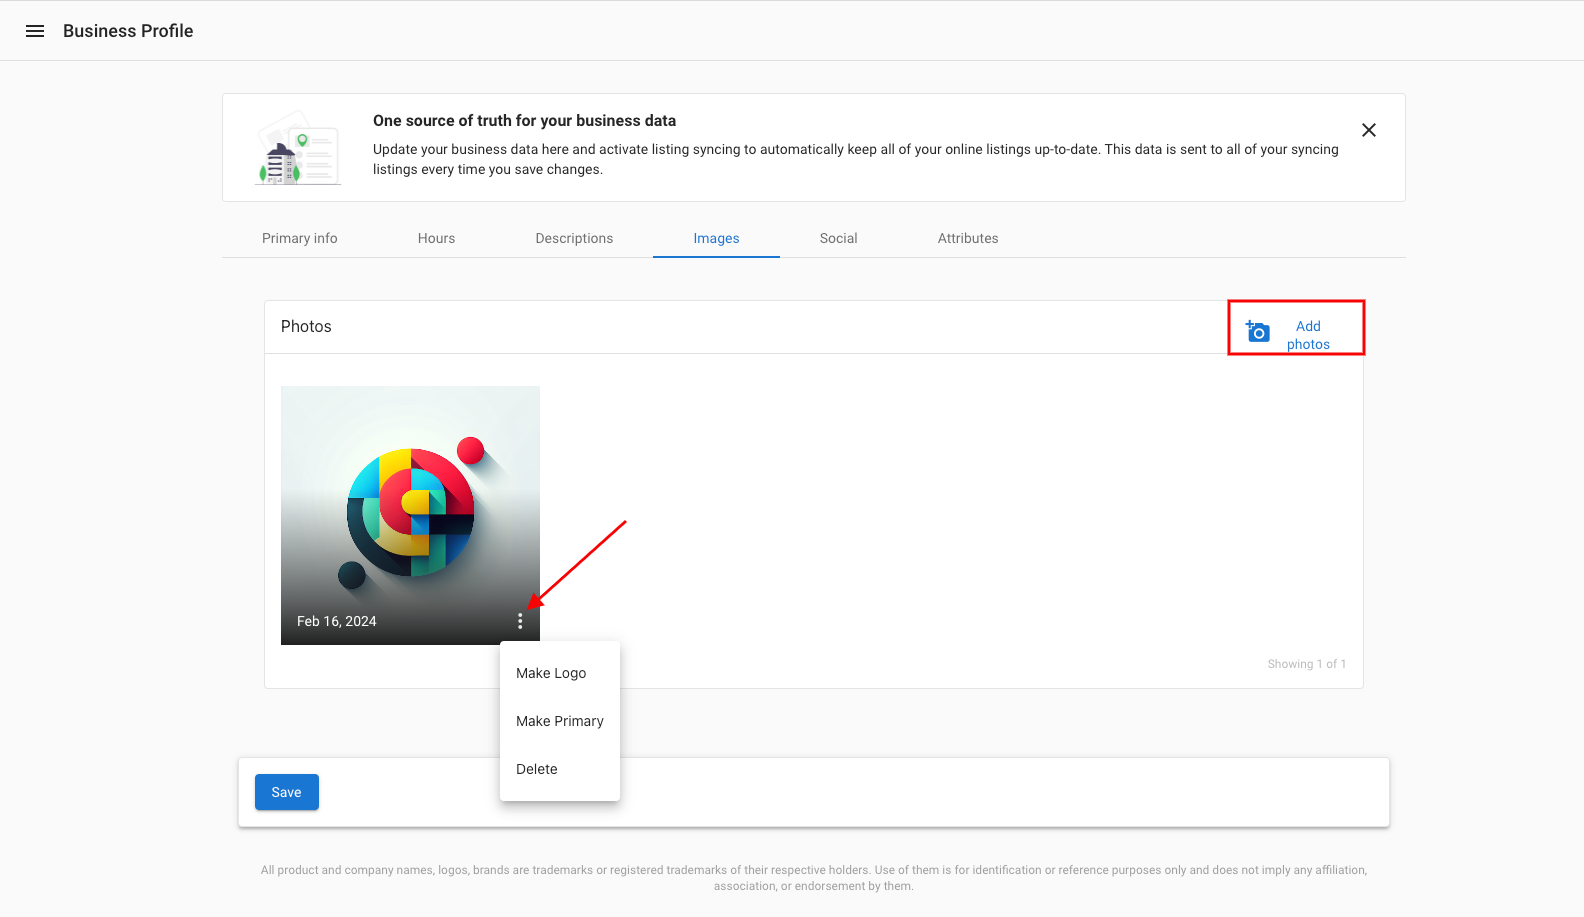 Business Profile
One source of truth for your business data
Update your business data here and activate listing syncing to automatically keep all of your online listings up-to-date. This data is sent to all of your syncing
listings every time you save changes.
Primary info
Hours
Descriptions
Images
Social
Attributes
Photos
Add
photos
Feb 16, 2024
Make Logo
Make Primary
Delete
Showing 1 of 1
Save
All product and company names, logos, brands are trademarks or registered trademarks of their respective holders. Use of them is for identification or reference purposes only and does not imply any affiliation,
association, or endorsement by them.